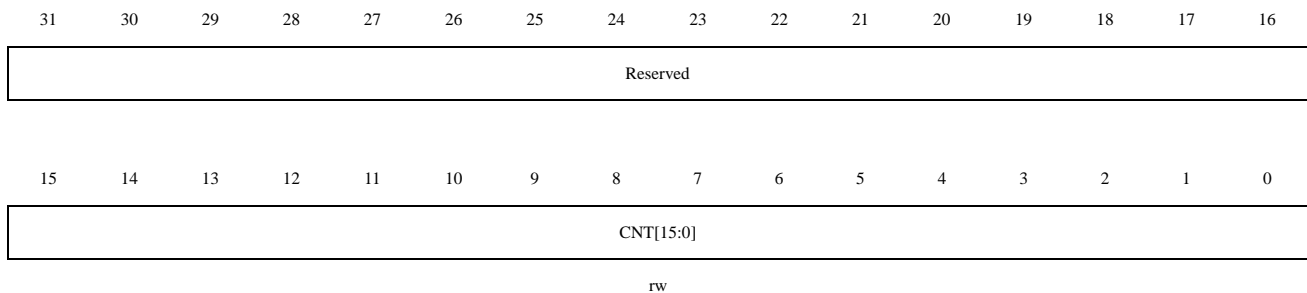 31 30 29 28 27 26 25 24 23 22 21 20 19 18 17 16
Reserved
15 14 13 12 11 10 9 8 7 6 5 4 3 2 1 0
CNT[15:0]
rw